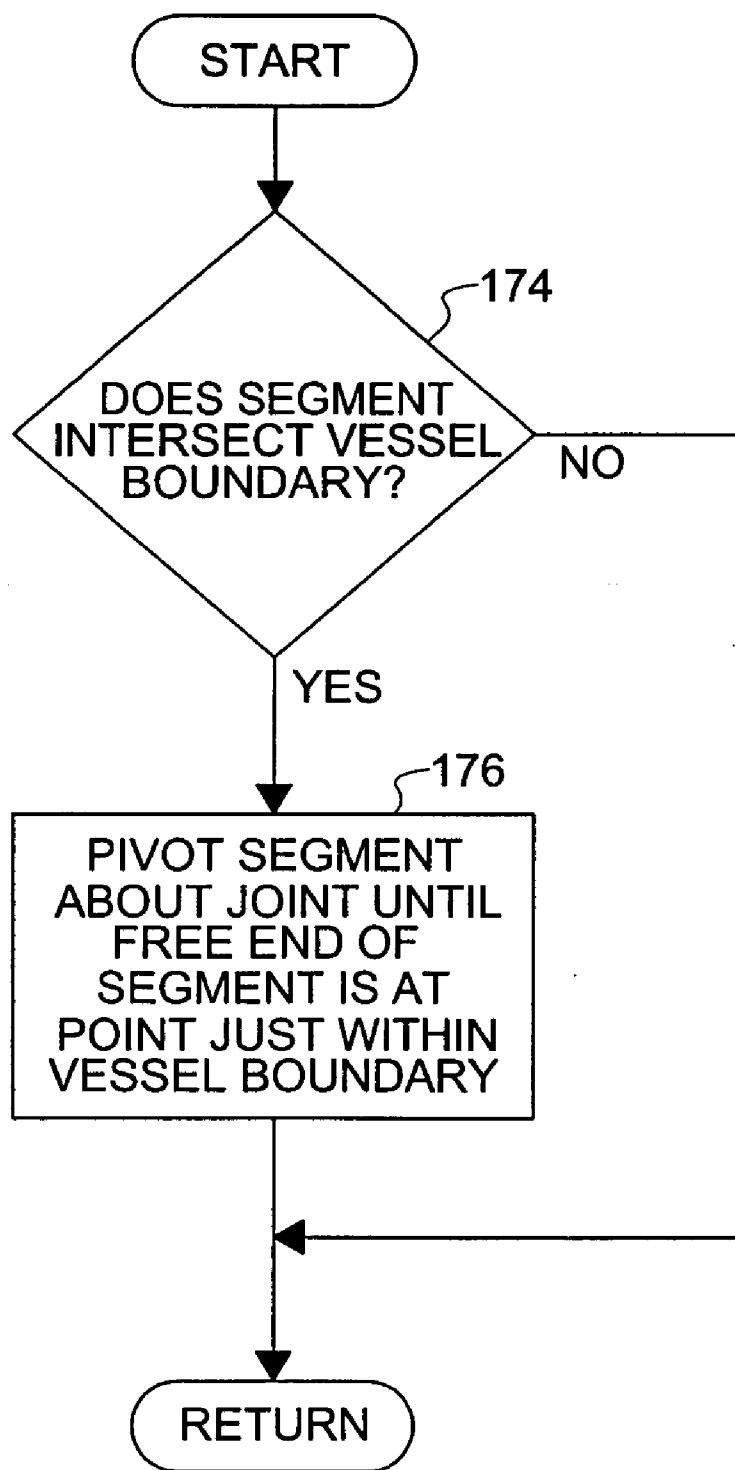 START
174
DOES SEGMENT
INTERSECT VESSEL
BOUNDARY?
NO
YES
176
PIVOT SEGMENT
ABOUT JOINT UNTIL
FREE END OF
SEGMENT IS AT
POINT JUST WITHIN
VESSEL BOUNDARY
RETURN